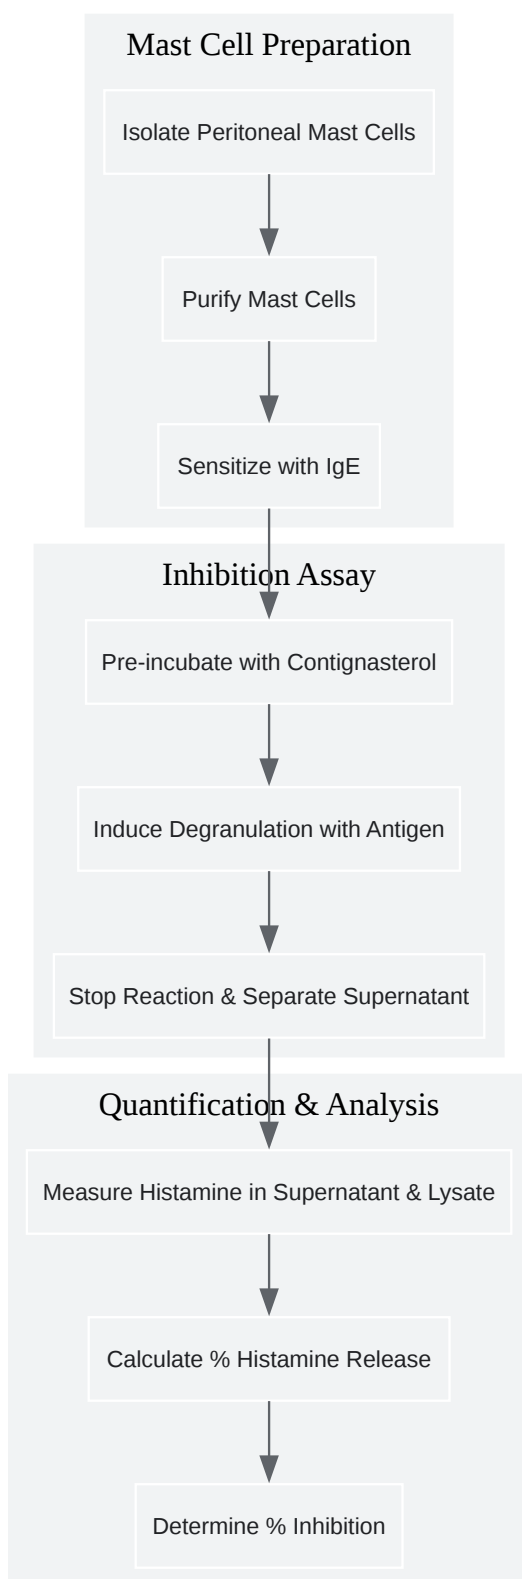 Mast Cell Preparation
Isolate Peritoneal Mast Cells
Purify Mast Cells
Sensitize with IgE
Inhibition Assay
Pre-incubate with Contignasterol
Induce Degranulation with Antigen
Stop Reaction & Separate Supernatant
Quantification & Analysis
Measure Histamine in Supernatant & Lysate
Calculate % Histamine Release
Determine % Inhibition